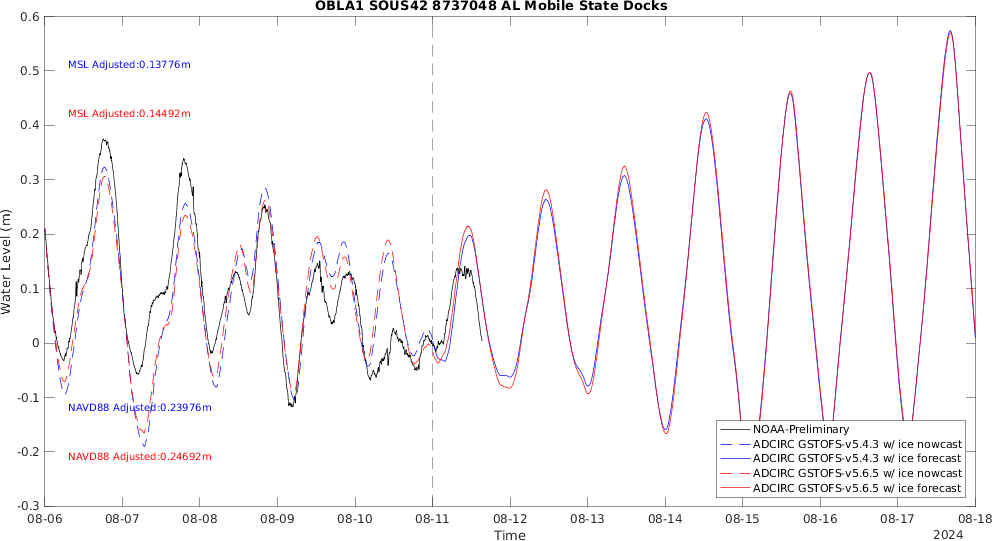 OBLA1 SOUS42 8737048 AL Mobile State Docks
0.6
0.5
0.4
0.3
0.2
0.1
0
-0.1
-0.2
-0.3
Water Level (m)
MSL Adjusted:0.13776m
MSL Adjusted:0.14492m
NAVD88 Adjusted:0.23976m
NAVD88 Adjusted:0.24692m
NOAA-Preliminary
ADCIRC GSTOFS-v5.4.3 w/ ice nowcast
ADCIRC GSTOFS-v5.4.3 w/ ice forecast
ADCIRC GSTOFS-v5.6.5 w/ ice nowcast
ADCIRC GSTOFS-v5.6.5 w/ ice forecast
08-06 08-07 08-08 08-09 08-10 08-11 08-12 08-13 08-14 08-15 08-16 08-17 08-18
Time
2024